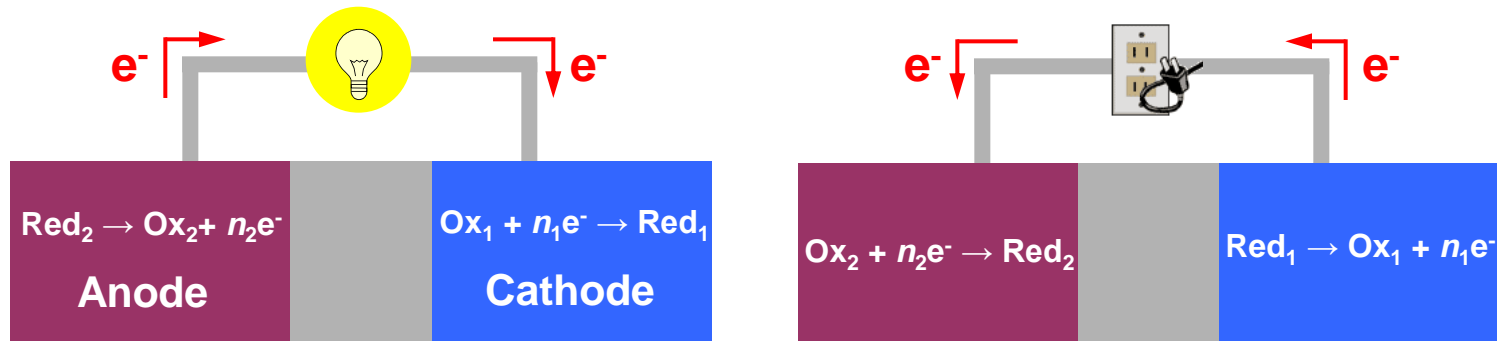 e⁻ e⁻
Red₂ → Ox₂+ n₂e⁻
Anode
Ox₁ + n₁e⁻ → Red₁
Cathode
e⁻ e⁻
Ox₂ + n₂e⁻ → Red₂
Red₁ → Ox₁ + n₁e⁻